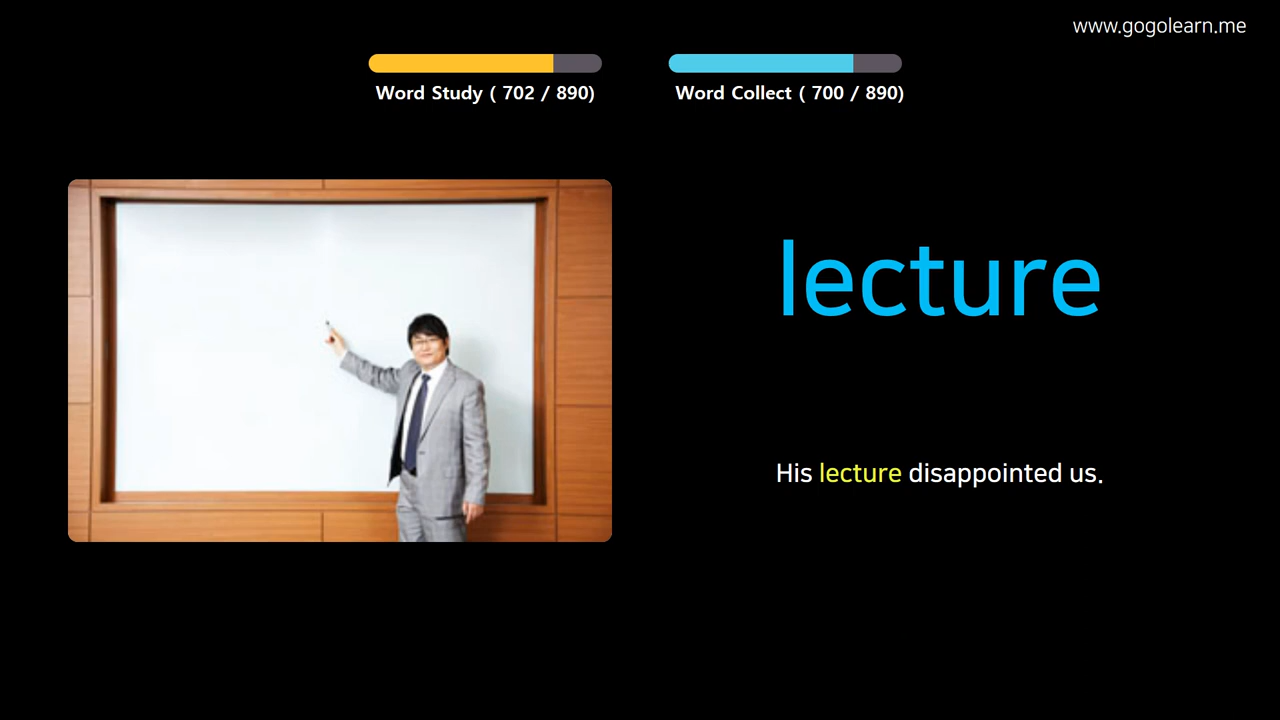 www.gogolearn.me
Word Study ( 702 / 890)
Word Collect ( 700 / 890)
lecture
His lecture disappointed us.